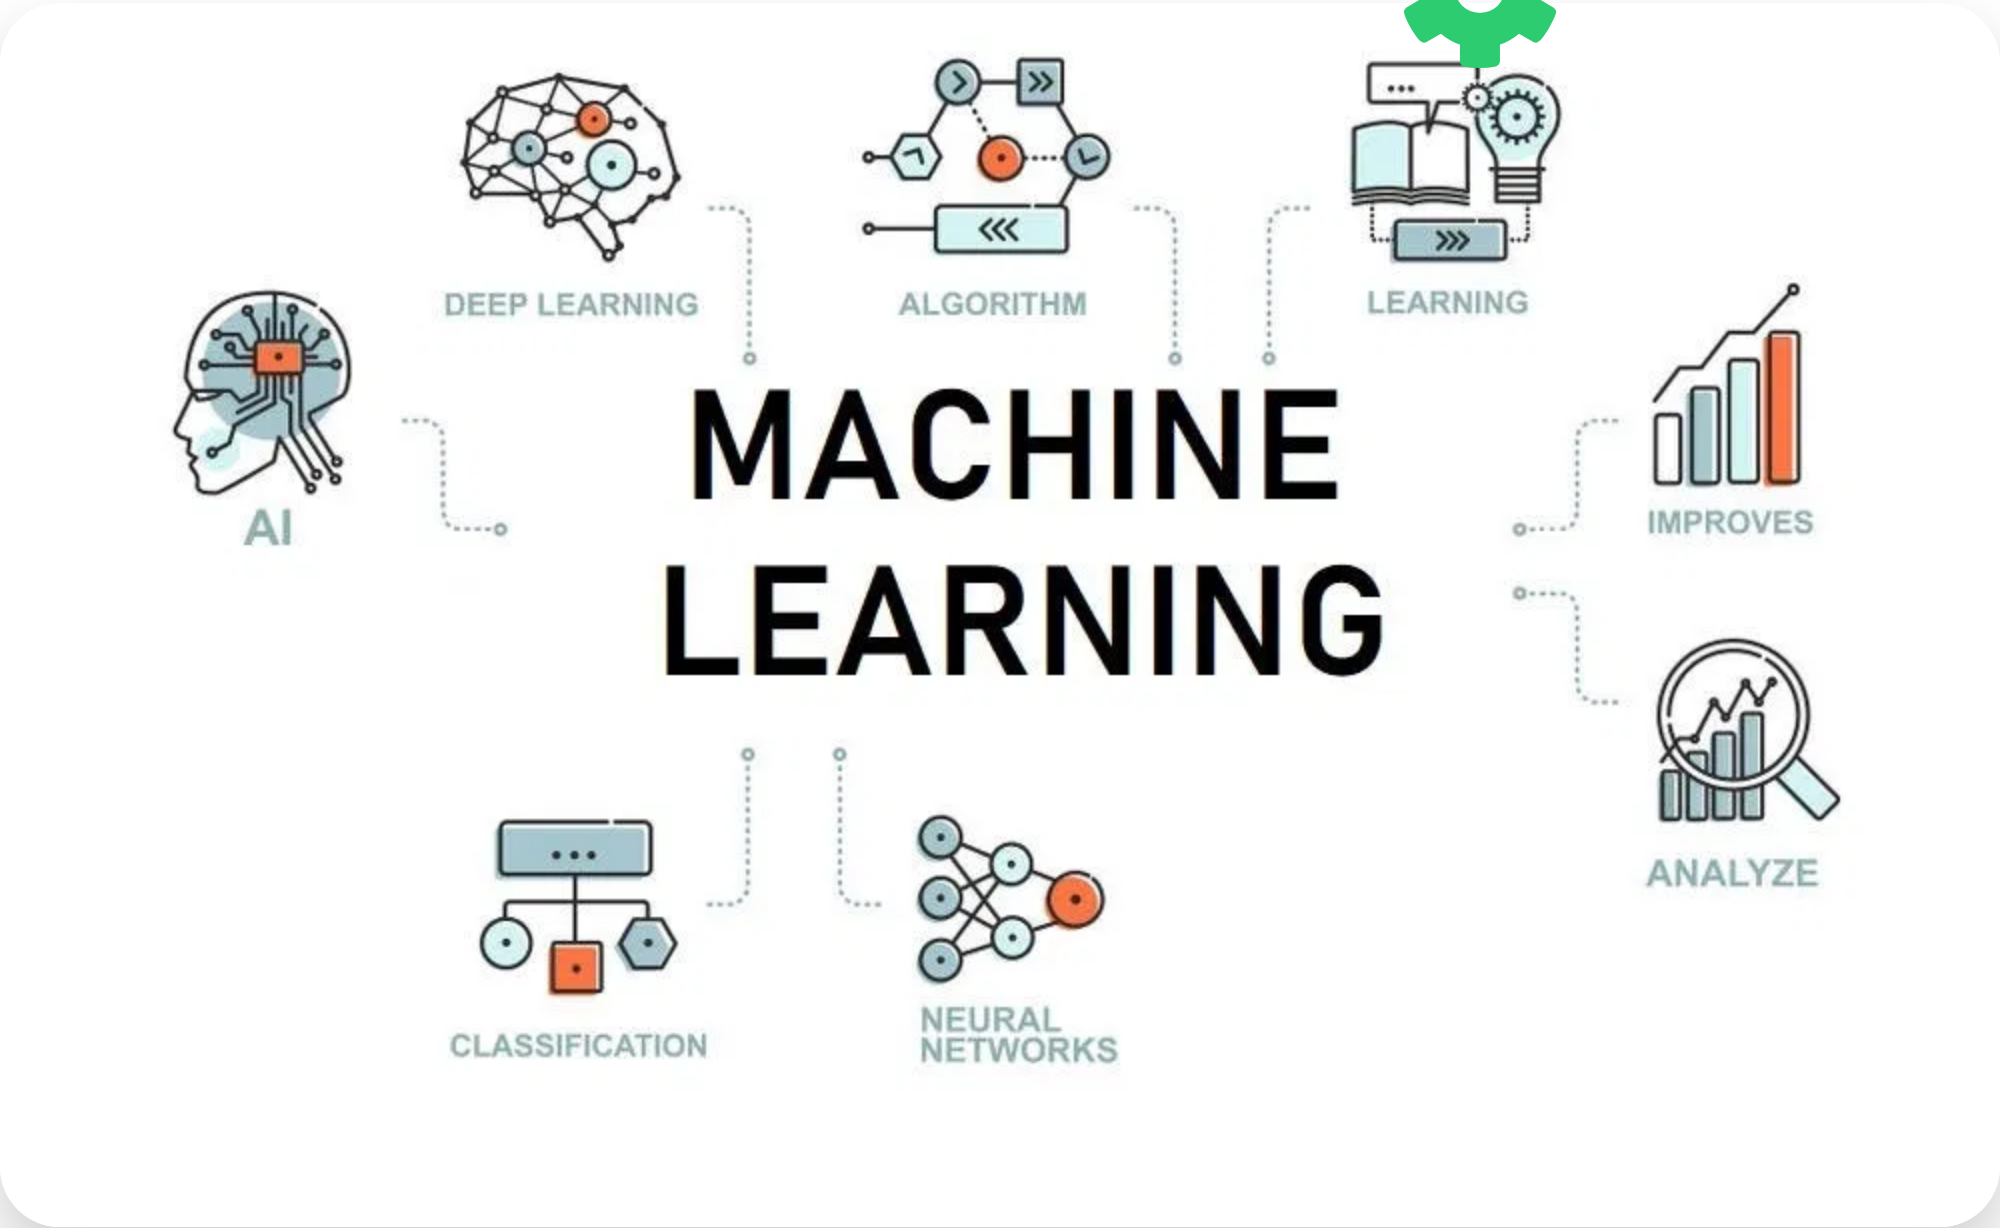 DEEP LEARNING
ALGORITHM
LEARNING
AI
MACHINE
LEARNING
IMPROVES
ANALYZE
CLASSIFICATION
NEURAL
NETWORKS